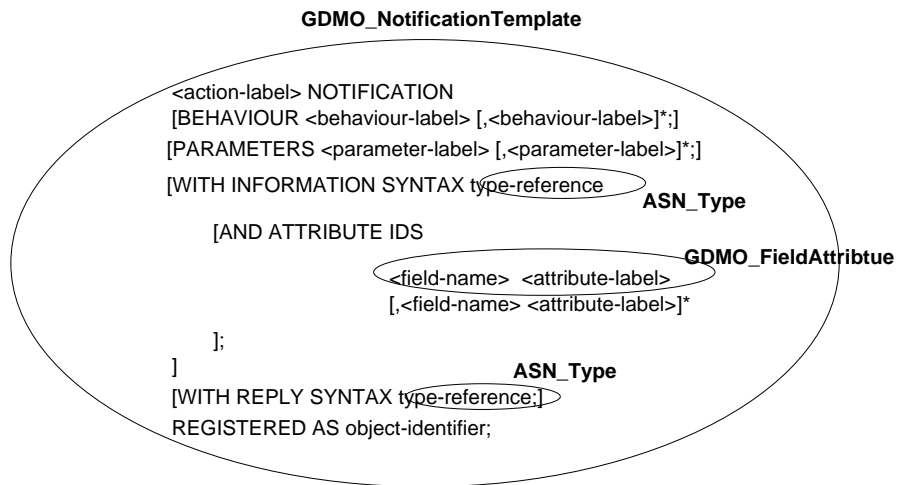 GDMO_NotificationTemplate
<action-label> NOTIFICATION
[BEHAVIOUR <behaviour-label> [,<behaviour-label>]*;]
[PARAMETERS <parameter-label> [,<parameter-label>]*;]
[WITH INFORMATION SYNTAX type-reference
ASN_Type
[AND ATTRIBUTE IDS
GDMO_FieldAttribtue
<field-name> <attribute-label>
[,<field-name> <attribute-label>]*
];
]
ASN_Type
[WITH REPLY SYNTAX type-reference;]
REGISTERED AS object-identifier;